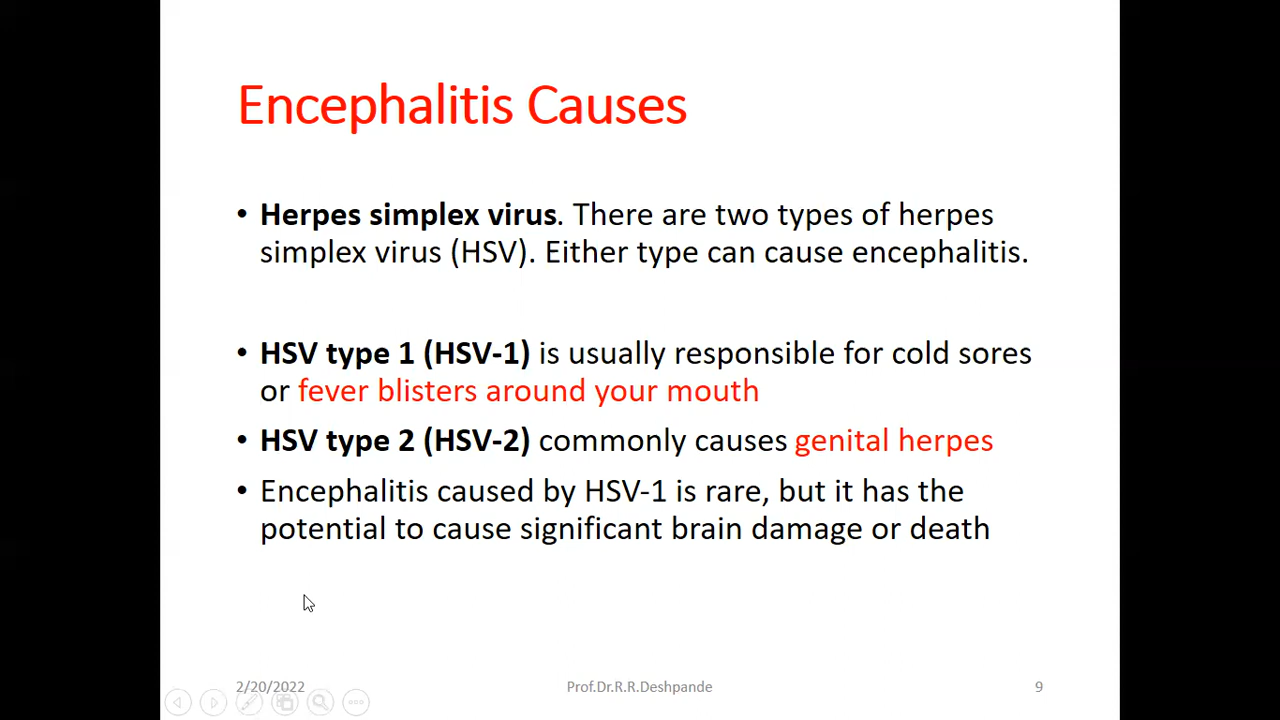 Encephalitis Causes
• Herpes simplex virus. There are two types of herpes
simplex virus (HSV). Either type can cause encephalitis.
• HSV type 1 (HSV-1) is usually responsible for cold sores
or fever blisters around your mouth
• HSV type 2 (HSV-2) commonly causes genital herpes
• Encephalitis caused by HSV-1 is rare, but it has the
potential to cause significant brain damage or death
2/20/2022
Prof.Dr.R.R.Deshpande
9